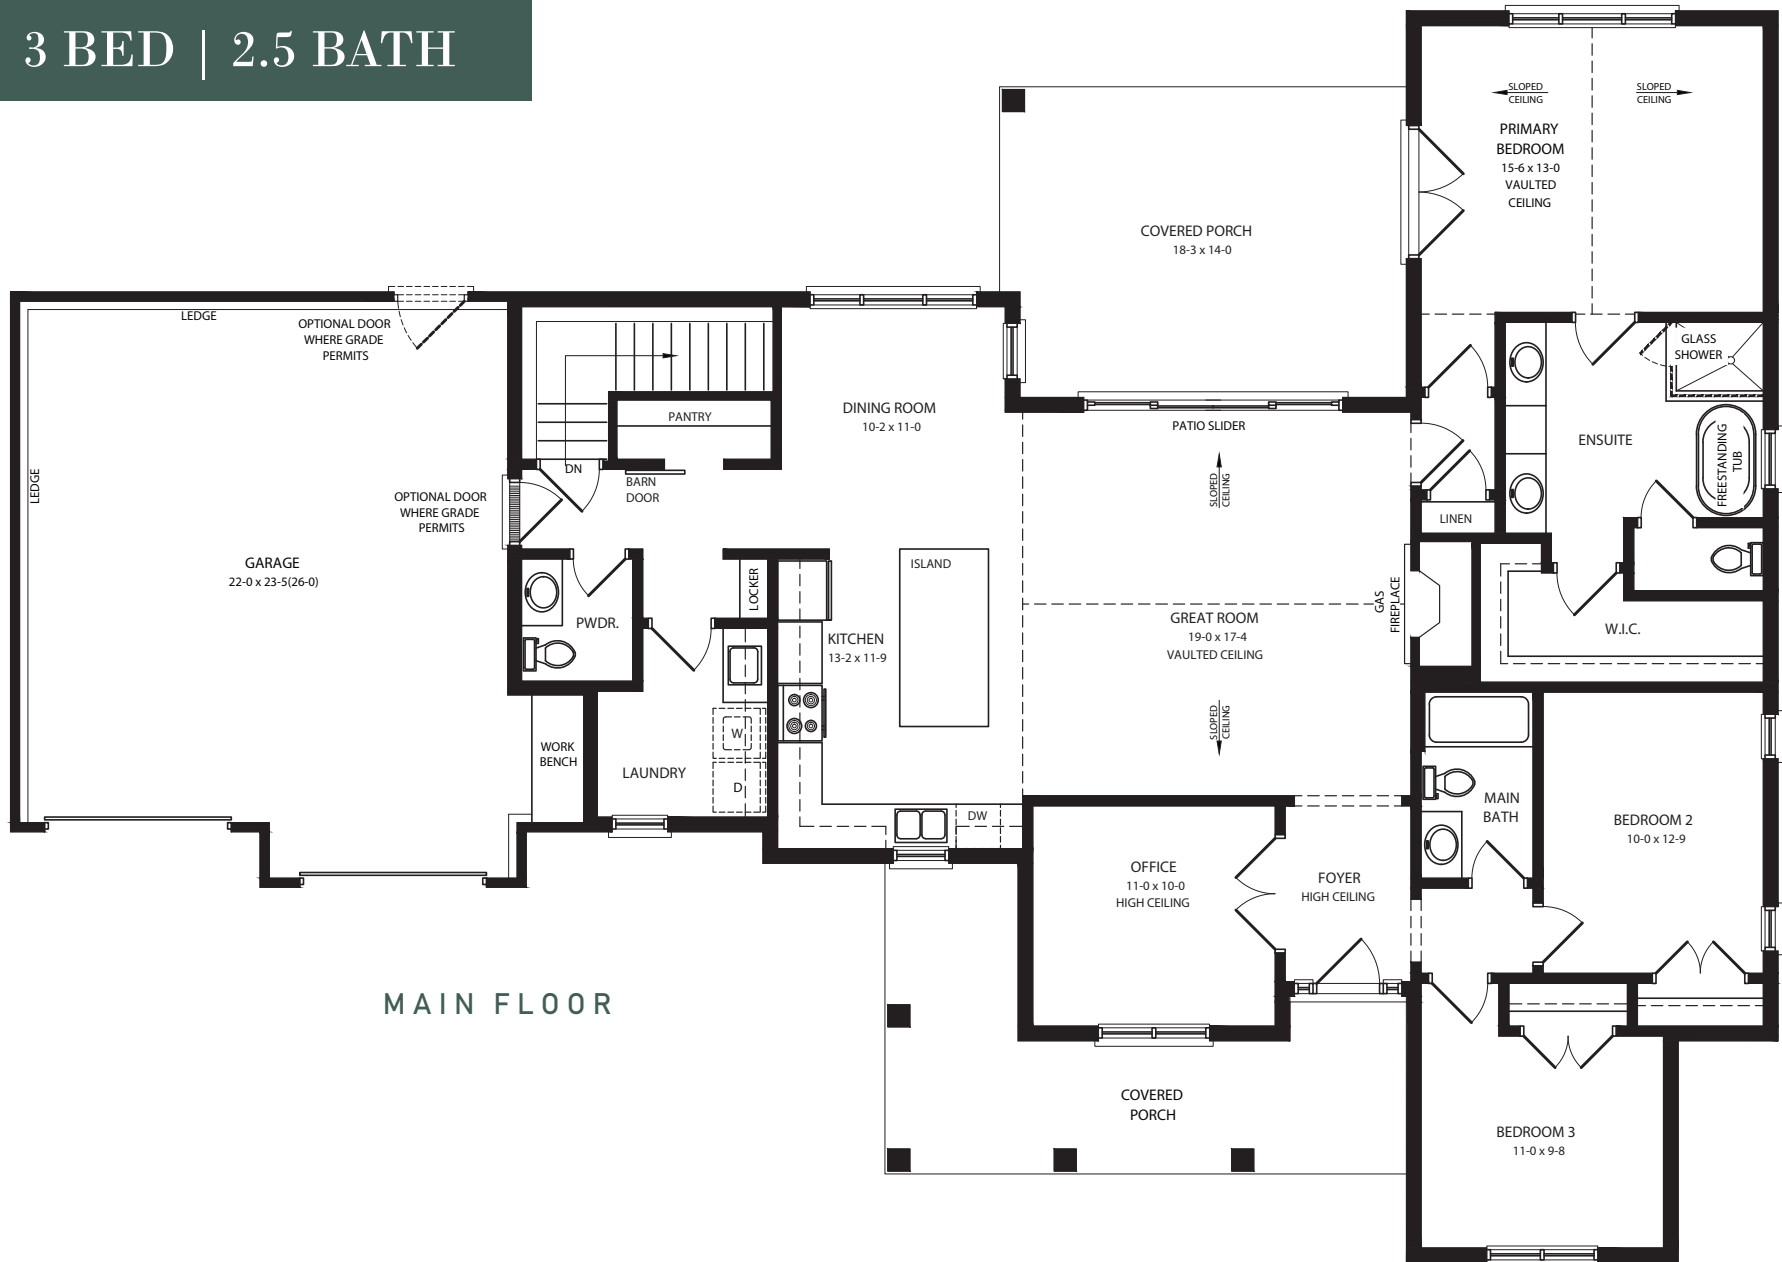 3 BED | 2.5 BATH
SLOPED
CEILING
SLOPED
CEILING
PRIMARY
BEDROOM
15-6 x 13-0
VAULTED
CEILING
COVERED PORCH
18-3 x 14-0
LEDGE
OPTIONAL DOOR
WHERE GRADE
PERMITS
GLASS
SHOWER
PANTRY
DINING ROOM
10-2 x 11-0
PATIO SLIDER
ENSUITE
FREESTANDING
TUB
LEDGE
DN
BARN
DOOR
OPTIONAL DOOR
WHERE GRADE
PERMITS
SLOPED
CEILING
LINEN
GARAGE
22-0 x 23-5(26-0)
ISLAND
LOCKER
GAS
FIREPLACE
PWDR.
KITCHEN
13-2 x 11-9
GREAT ROOM
19-0 x 17-4
VAULTED CEILING
W.I.C.
SLOPED
CEILING
WORK
BENCH
W
LAUNDRY
D
DW
MAIN
BATH
BEDROOM 2
10-0 x 12-9
OFFICE
11-0 x 10-0
HIGH CEILING
FOYER
HIGH CEILING
MAIN FLOOR
COVERED
PORCH
BEDROOM 3
11-0 x 9-8